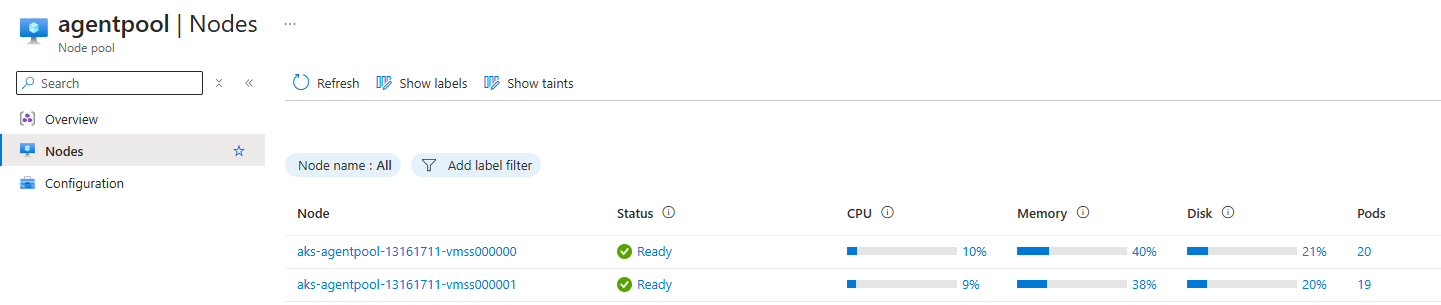 agentpool | Nodes ...
Node pool
Search
Refresh Show labels Show taints
Overview
Nodes
Configuration
Node name : All Add label filter
Node Status CPU Memory Disk Pods
aks-agentpool-13161711-vmss000000 Ready 10% 40% 21% 20
aks-agentpool-13161711-vmss000001 Ready 9% 38% 20% 19